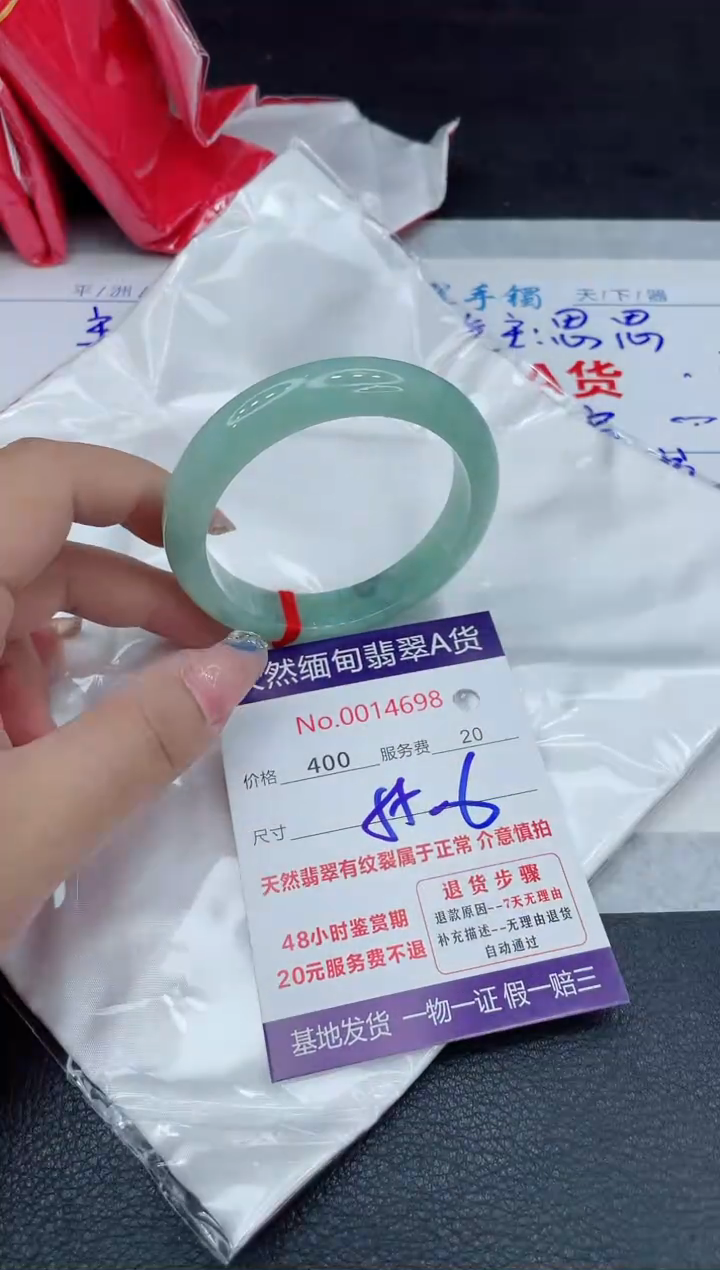 平/洲
手镯 天/下/器
主:思思
A货
然缅甸翡翠A货
No.0014698
价格 400 服务费 20
尺寸
天然翡翠有纹裂属于正常 介意慎拍
48小时鉴赏期
20元服务费不退
退货步骤
退款原因--7天无理由
补充描述--无理由退货
自动通过
基地发货 一物一证 假一赔三